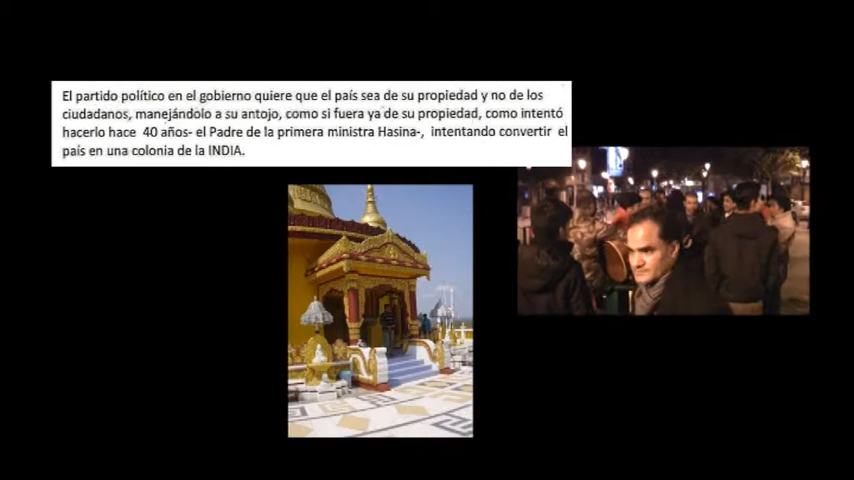 El partido político en el gobierno quiere que el país sea de su propiedad y no de los
ciudadanos, manejándolo a su antojo, como si fuera ya de su propiedad, como intentó
hacerlo hace 40 años- el Padre de la primera ministra Hasina-, intentando convertir el
país en una colonia de la INDIA.